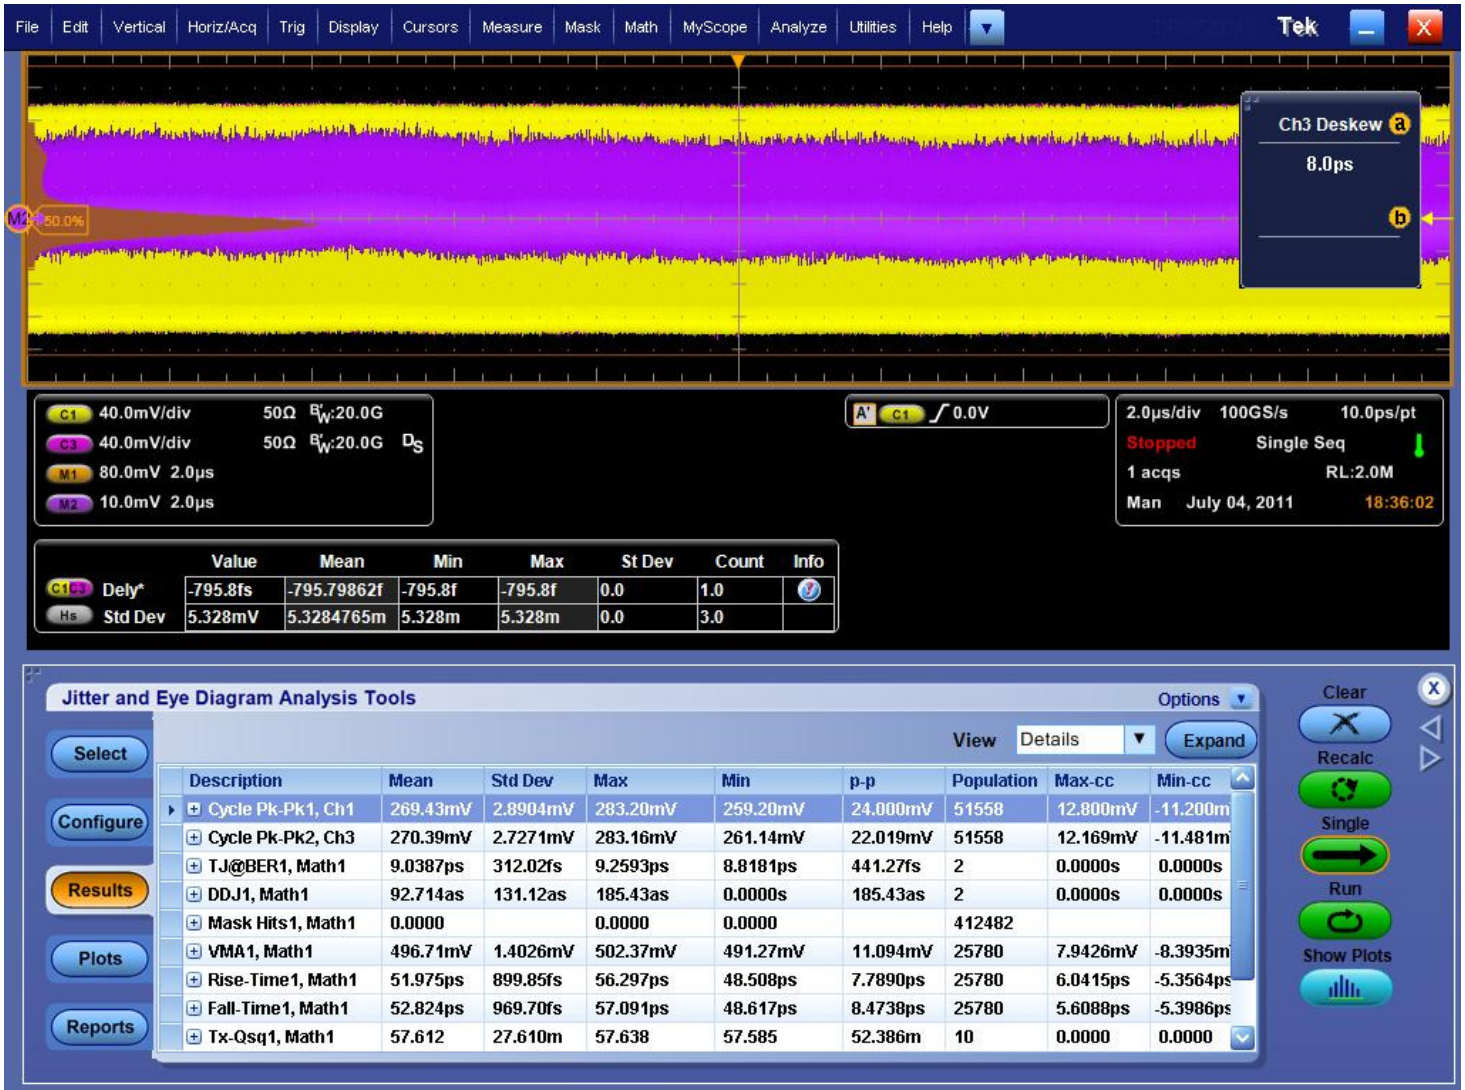 File Edit Vertical Horiz/Acq Trig Display Cursors Measure Mask Math MyScope Analyze Utilities Help Tek X
Ch3 Deskew a
8.0ps
M2 50.0%
b
C1 40.0mV/div 50Ω BW:20.0G
C3 40.0mV/div 50Ω BW:20.0G DS
M1 80.0mV 2.0µs
M2 10.0mV 2.0µs
A' C1 0.0V
2.0µs/div 100GS/s 10.0ps/pt
Stopped Single Seq
1 acqs RL:2.0M
Man July 04, 2011 18:36:02
Value Mean Min Max St Dev Count Info
C1C3 Dely* -795.8fs -795.79862f -795.8f -795.8f 0.0 1.0
Hs Std Dev 5.328mV 5.3284765m 5.328m 5.328m 0.0 3.0
Jitter and Eye Diagram Analysis Tools Options
View Details Expand
Select
Configure
Results
Plots
Reports
Description Mean Std Dev Max Min p-p Population Max-cc Min-cc
Cycle Pk-Pk1, Ch1 269.43mV 2.8904mV 283.20mV 259.20mV 24.000mV 51558 12.800mV -11.200m
Cycle Pk-Pk2, Ch3 270.39mV 2.7271mV 283.16mV 261.14mV 22.019mV 51558 12.169mV -11.481m
TJ@BER1, Math1 9.0387ps 312.02fs 9.2593ps 8.8181ps 441.27fs 2 0.0000s 0.0000s
DDJ1, Math1 92.714as 131.12as 185.43as 0.0000s 185.43as 2 0.0000s 0.0000s
Mask Hits1, Math1 0.0000 0.0000 0.0000 412482
VMA1, Math1 496.71mV 1.4026mV 502.37mV 491.27mV 11.094mV 25780 7.9426mV -8.3935m
Rise-Time1, Math1 51.975ps 899.85fs 56.297ps 48.508ps 7.7890ps 25780 6.0415ps -5.3564ps
Fall-Time1, Math1 52.824ps 969.70fs 57.091ps 48.617ps 8.4738ps 25780 5.6088ps -5.3986ps
Tx-Qsq1, Math1 57.612 27.610m 57.638 57.585 52.386m 10 0.0000 0.0000
Clear
X
Recalc
Single
Run
Show Plots